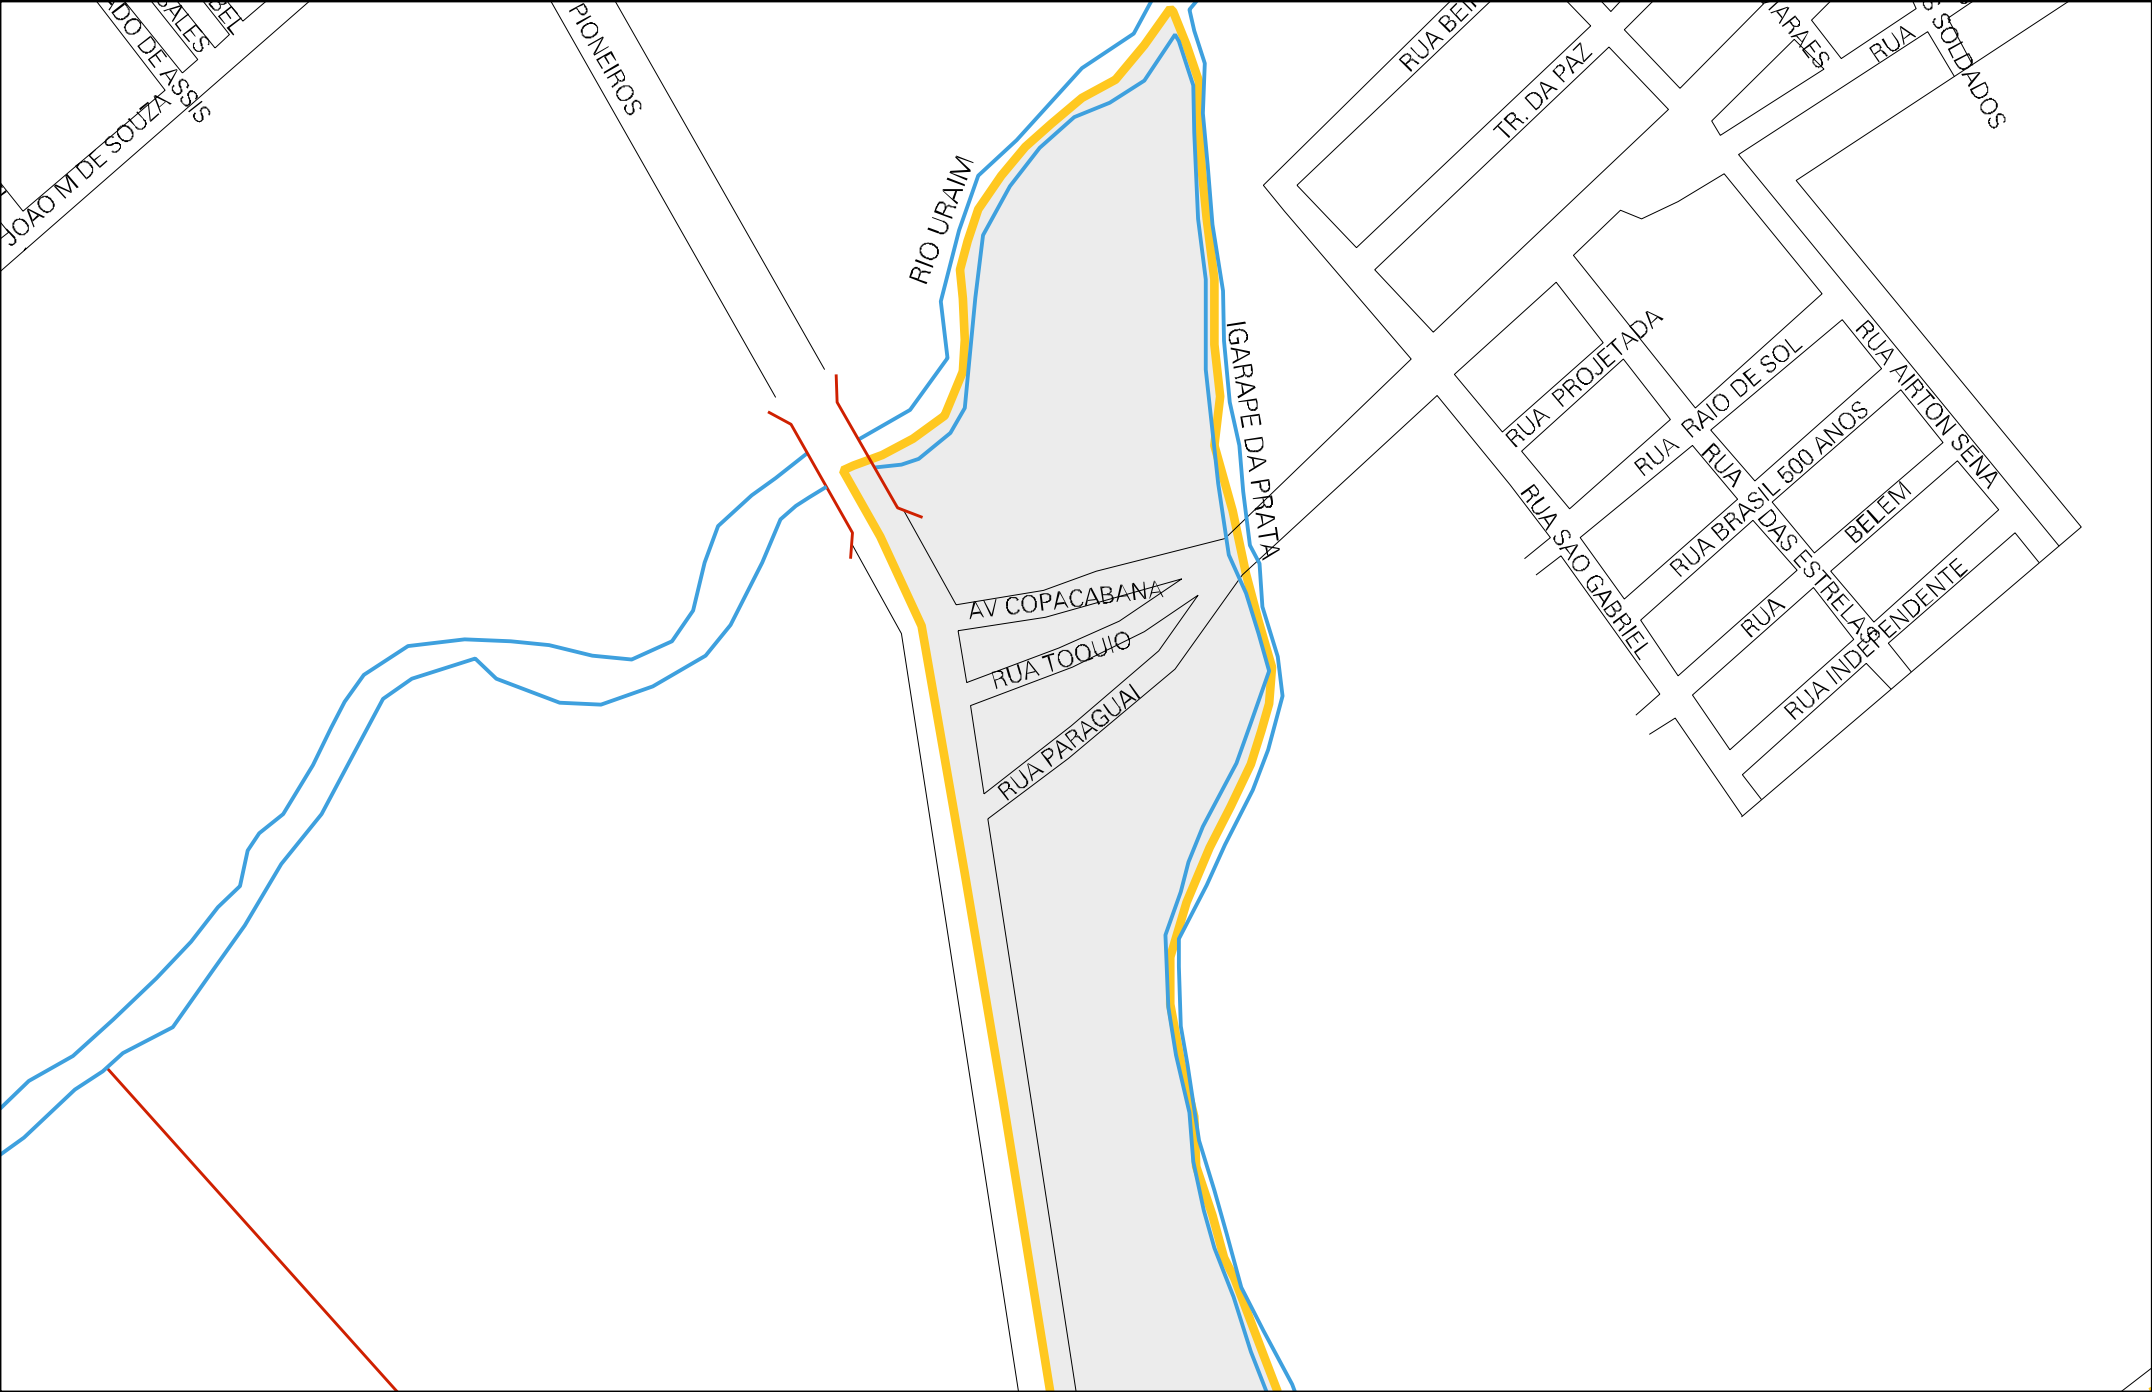 SALES
BEL
ADO DE ASSIS
JOAO M DE SOUZA
PIONEIROS
RIO URAIM
IGARAPE DA PRATA
TR. DA PAZ
RUA
SOLDADOS
RUA PROJETADA
RUA RAIO DE SOL
RUA AIRTON SENA
RUA BRASIL 500 ANOS
RUA DAS ESTRELAS
RUA BELEM
RUA SAO GABRIEL
RUA INDEPENDENTE
AV COPACABANA
RUA TOQUIO
RUA PARAGUAI